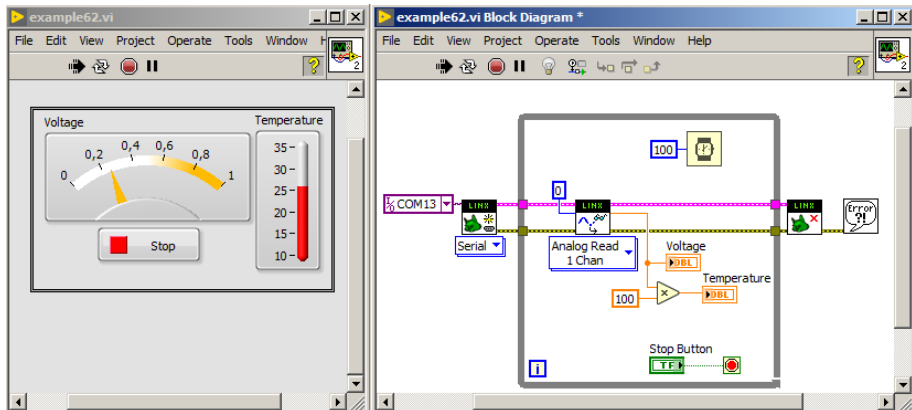 example62.vi
File Edit View Project Operate Tools Window H
2
Voltage
0 0,2 0,4 0,6 0,8 1
Stop
Temperature
35
30
25
20
15
10
example62.vi Block Diagram *
File Edit View Project Operate Tools Window Help
2
100
COM13
0
LINX
LINX
LINX
Error
?!
Serial
Analog Read
1 Chan
Voltage
DBL
Temperature
100
×
DBL
Stop Button
TF
i